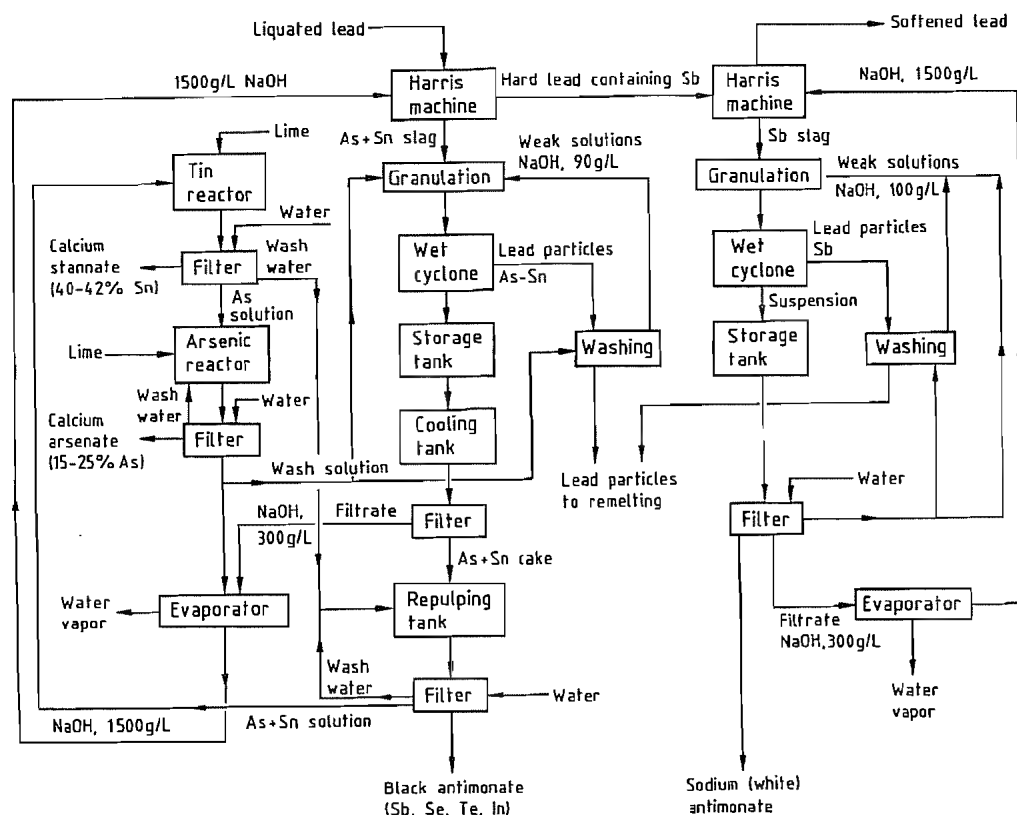 Liquated lead
Softened lead
1500g/L NaOH
Harris
machine
Hard lead containing Sb
Harris
machine
NaOH, 1500g/L
As+Sn slag
Sb slag
Lime
Tin
reactor
Weak solutions
NaOH, 90g/L
Granulation
Granulation
Weak solutions
NaOH, 100g/L
Water
Calcium
stannate
(40-42% Sn)
Filter
Wash
water
Wet
cyclone
Lead particles
As-Sn
Wet
cyclone
Lead particles
Sb
As
solution
Suspension
Lime
Arsenic
reactor
Storage
tank
Washing
Storage
tank
Washing
Wash
water
Water
Calcium
arsenate
(15-25% As)
Filter
Cooling
tank
Wash solution
Lead particles
to remelting
Water
NaOH,
300g/L
Filtrate
Filter
Filter
As+Sn cake
Water
vapor
Evaporator
Repulping
tank
Evaporator
Filtrate
NaOH,300g/L
Wash
water
Filter
Water
Water
vapor
NaOH, 1500g/L
As+Sn solution
Black antimonate
(Sb, Se, Te, In)
Sodium (white)
antimonate